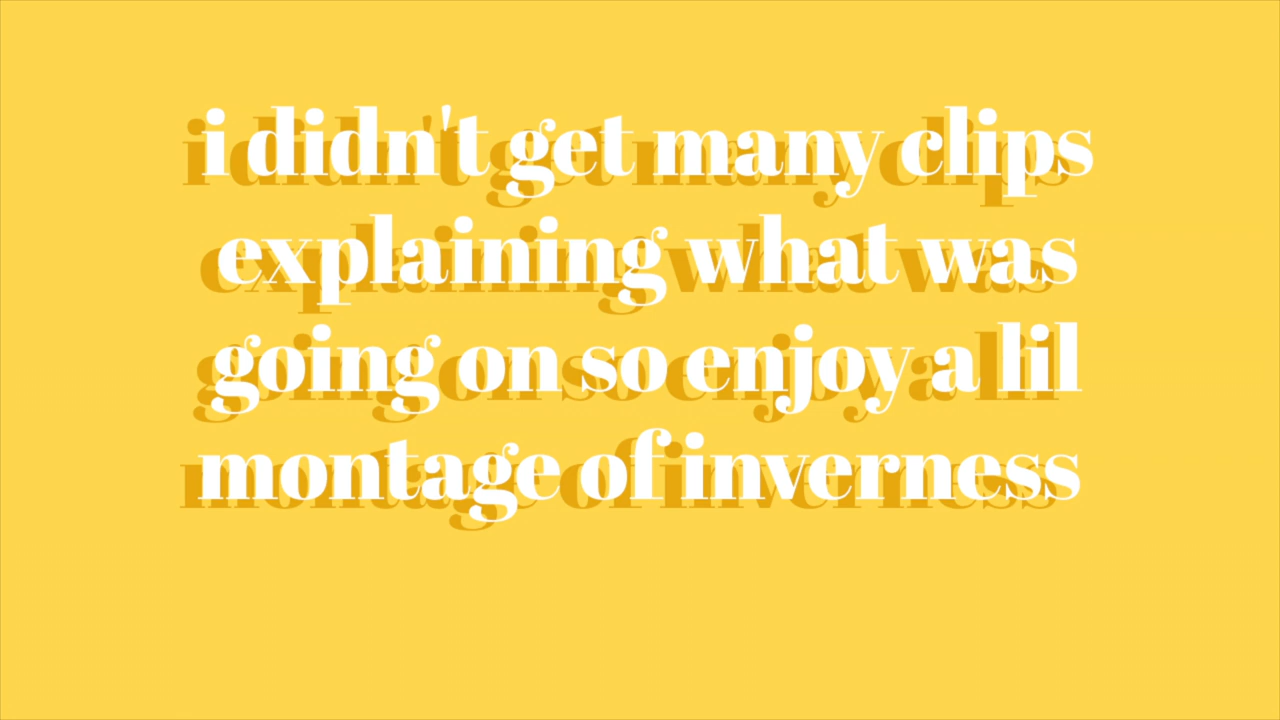 i didn't get many clips
explaining what was
going on so enjoy a lil
montage of inverness